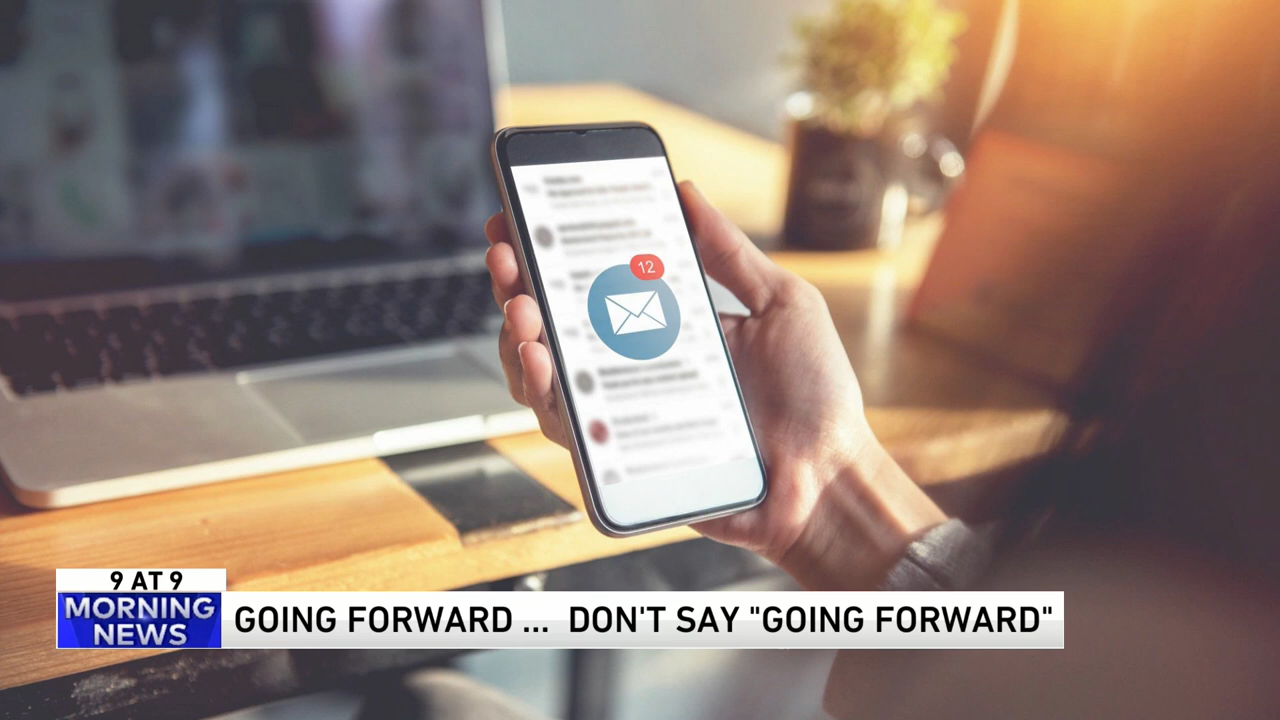 12
9 AT 9
MORNING
NEWS
GOING FORWARD ... DON'T SAY "GOING FORWARD"